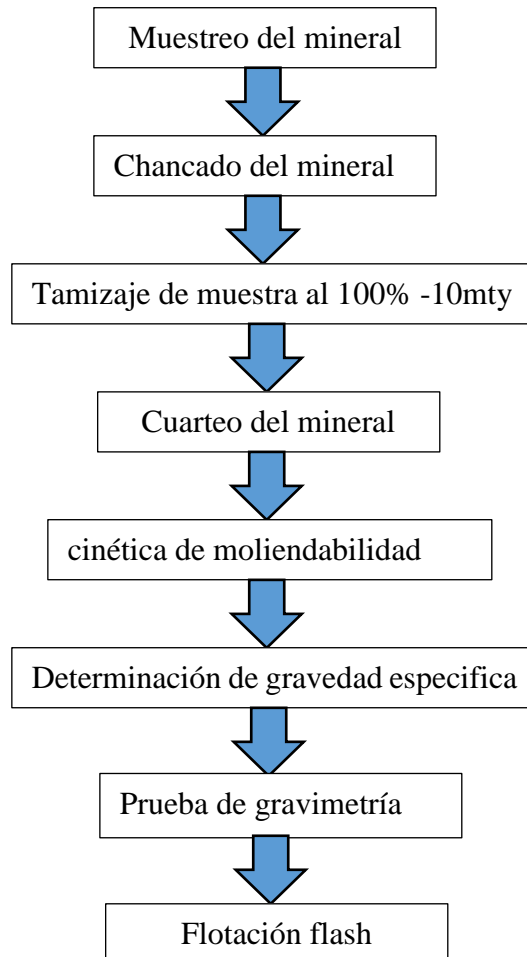 Muestreo del mineral
Chancado del mineral
Tamizaje de muestra al 100% -10mty
Cuarteo del mineral
cinética de moliendabilidad
Determinación de gravedad especifica
Prueba de gravimetría
Flotación flash